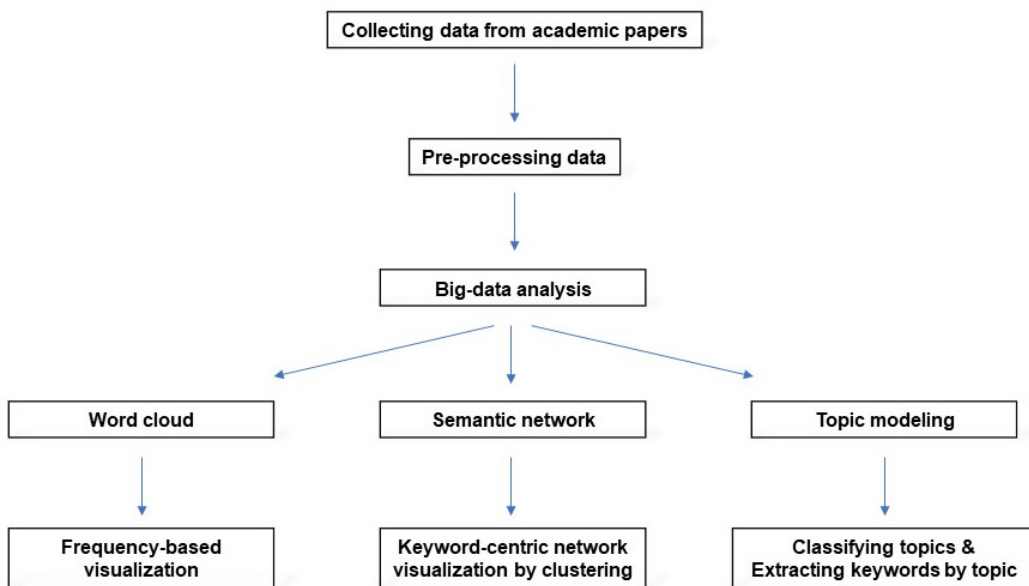 Collecting data from academic papers
Pre-processing data
Big-data analysis
Word cloud
Semantic network
Topic modeling
Frequency-based
visualization
Keyword-centric network
visualization by clustering
Classifying topics &
Extracting keywords by topic